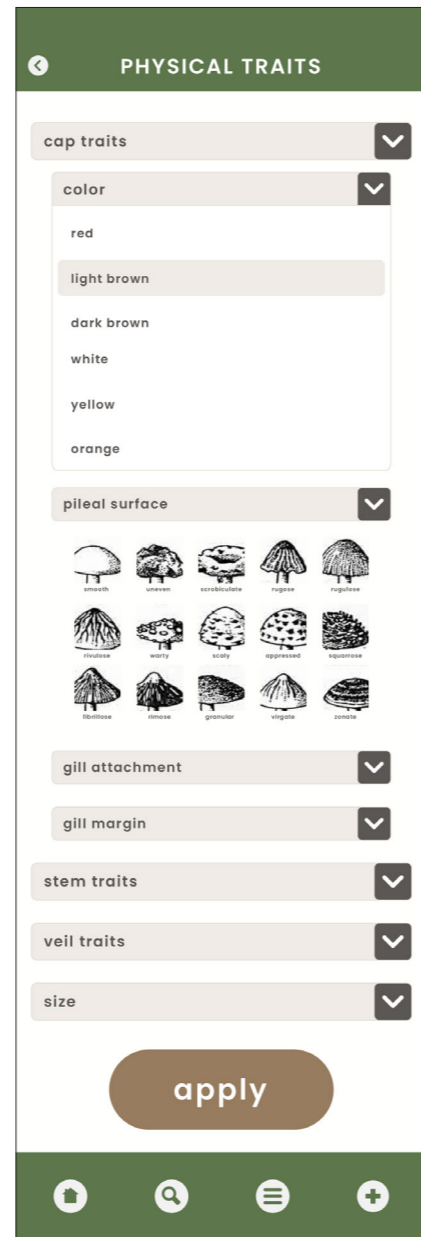 PHYSICAL TRAITS
cap traits
color
red
light brown
dark brown
white
yellow
orange
pileal surface
smooth uneven scrobiculate rugose rugulose
rivulose warty scaly appressed squarrose
fibrillose rimose granular virgate zonate
gill attachment
gill margin
stem traits
veil traits
size
apply